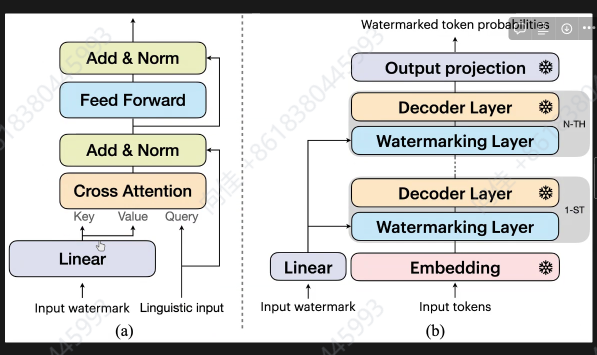 Add & Norm
Feed Forward
Add & Norm
Cross Attention
Key Value Query
Linear
Input watermark Linguistic input
(a)
Watermarked token probabilities
Output projection
Decoder Layer
N-TH
Watermarking Layer
Decoder Layer
1-ST
Watermarking Layer
Linear
Embedding
Input watermark
Input tokens
(b)
+8618380445993